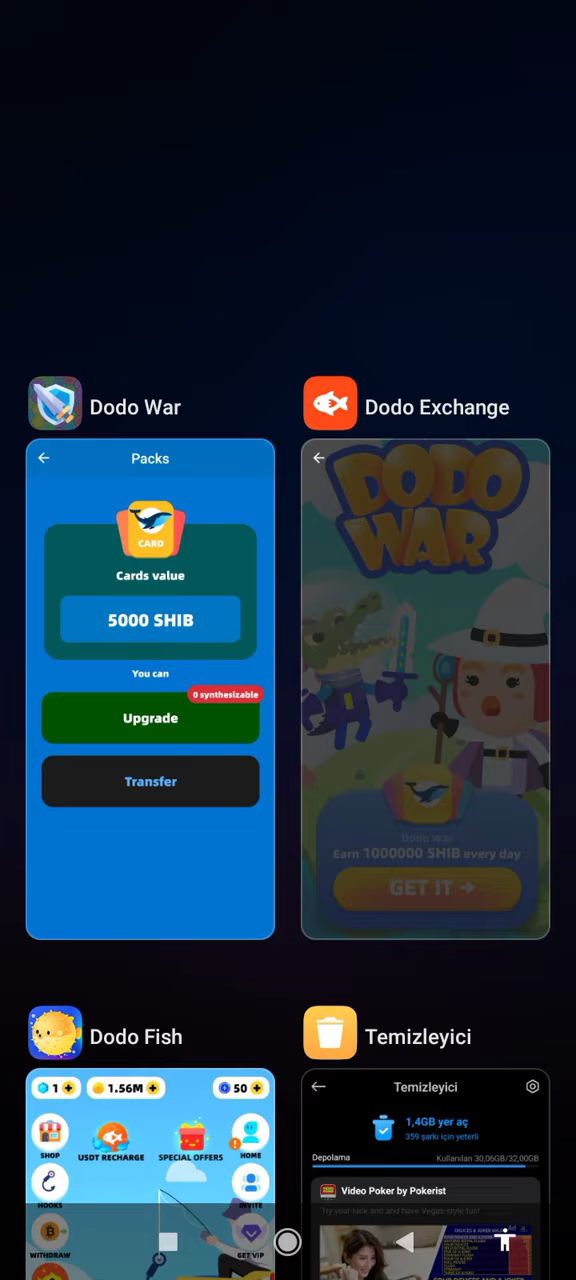 Dodo War
Dodo Exchange
Packs
CARD
Cards value
5000 SHIB
You can
0 synthesizable
Upgrade
Transfer
DODO
WAR
Dodo War
Earn 1000000 SHIB every day
GET IT →
Dodo Fish
Temizleyici
1
1.56M
50
SHOP
USDT RECHARGE
SPECIAL OFFERS
HOME
HOOKS
INVITE
WITHDRAW
GET VIP
Temizleyici
1,4GB yer aç
359 şarkı için yeterli
Depolama
Kullanılan 30,06GB/32,00GB
Video Poker by Pokerist
Try your luck and and have Vegas-style fun!
Ad